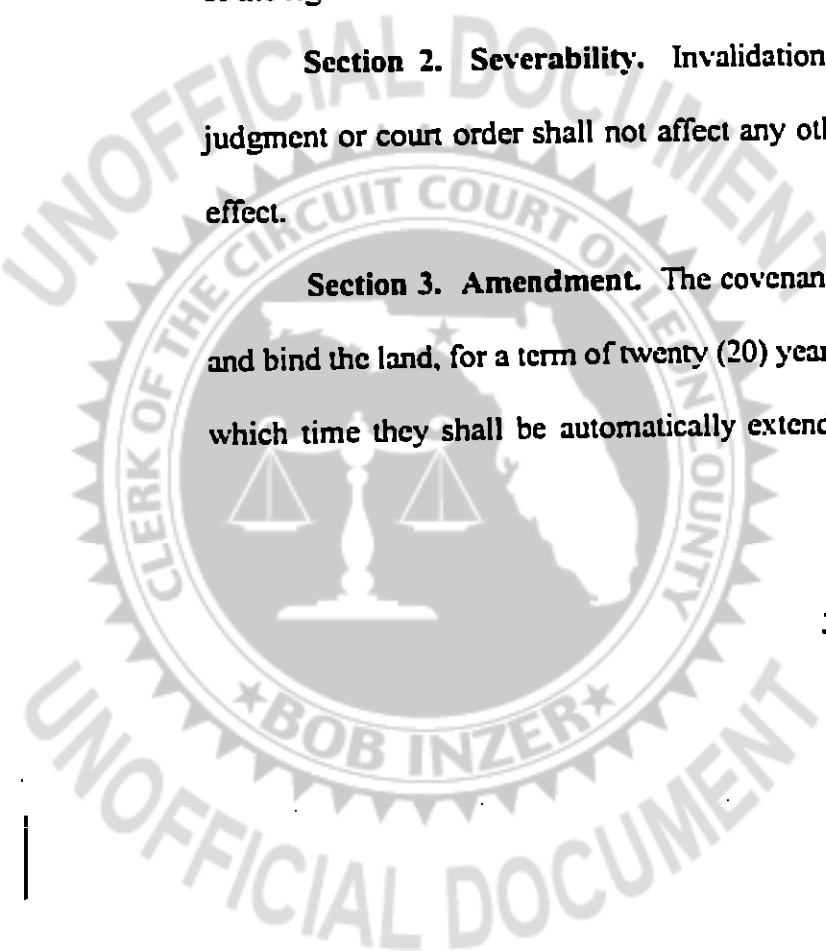 Section 2. Severability. Invalidation
judgment or court order shall not affect any oth
effect.
Section 3. Amendment. The covenan
and bind the land, for a term of twenty (20) year
which time they shall be automatically extend
UNOFFICIAL DOCUMENT
CLERK OF THE CIRCUIT COURT OF LEON COUNTY
BOB INZER
UNOFFICIAL DOCUMENT